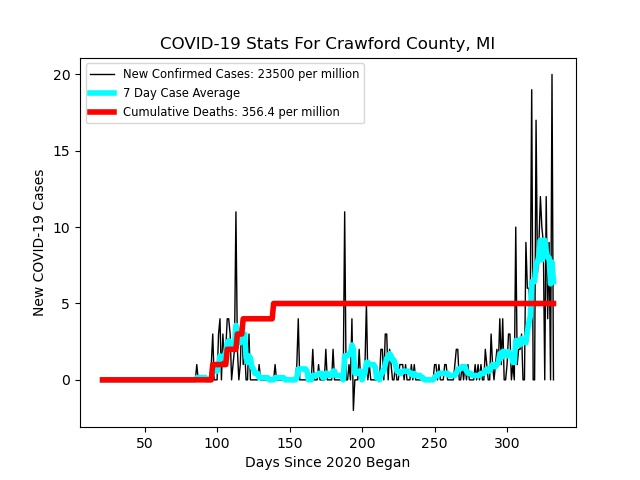 COVID-19 Stats For Crawford County, MI
New Confirmed Cases: 23500 per million
7 Day Case Average
Cumulative Deaths: 356.4 per million
New COVID-19 Cases
20
15
10
5
0
50 100 150 200 250 300
Days Since 2020 Began